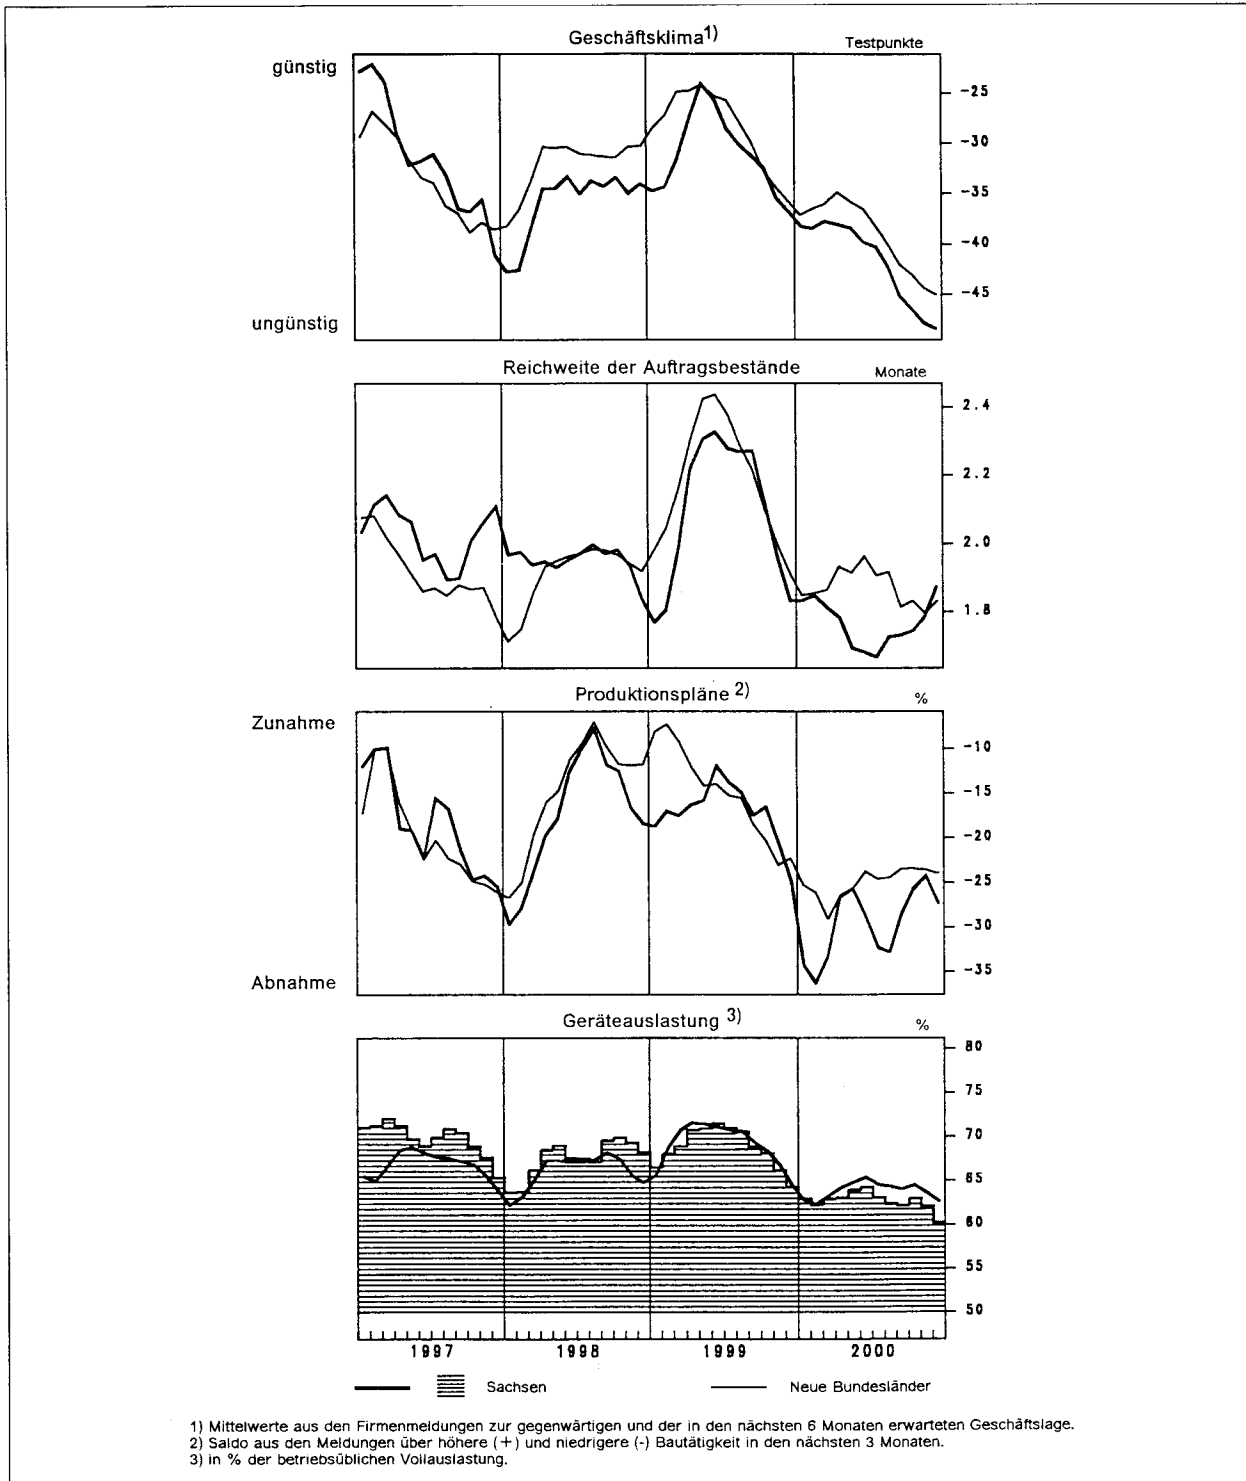 Geschäftsklima1)
Testpunkte
günstig
-25
-30
-35
-40
-45
ungünstig
Reichweite der Auftragsbestände
Monate
2.4
2.2
2.0
1.8
Produktionspläne 2)
%
Zunahme
-10
-15
-20
-25
-30
-35
Abnahme
Geräteauslastung 3)
%
80
75
70
65
60
55
50
1997 1998 1999 2000
Sachsen Neue Bundesländer
1) Mittelwerte aus den Firmenmeldungen zur gegenwärtigen und der in den nächsten 6 Monaten erwarteten Geschäftslage.
2) Saldo aus den Meldungen über höhere (+) und niedrigere (-) Bautätigkeit in den nächsten 3 Monaten.
3) in % der betriebsüblichen Vollauslastung.